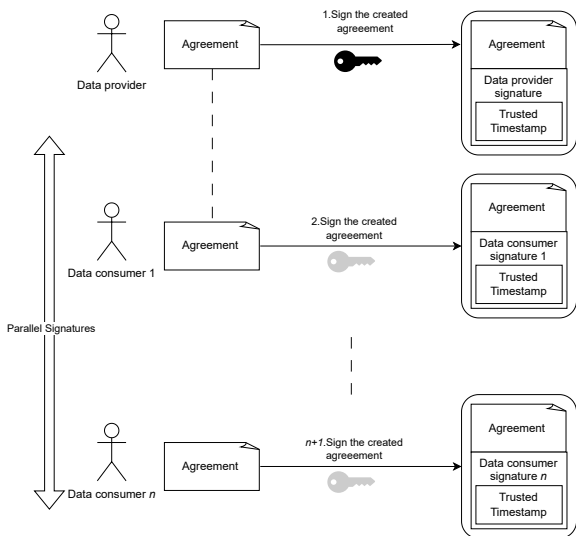 Data provider
Agreement
1.Sign the created
agreeement
Agreement
Data provider
signature
Trusted
Timestamp
Parallel Signatures
Data consumer 1
Agreement
2.Sign the created
agreeement
Agreement
Data consumer
signature 1
Trusted
Timestamp
Data consumer n
Agreement
n+1.Sign the created
agreeement
Agreement
Data consumer
signature n
Trusted
Timestamp